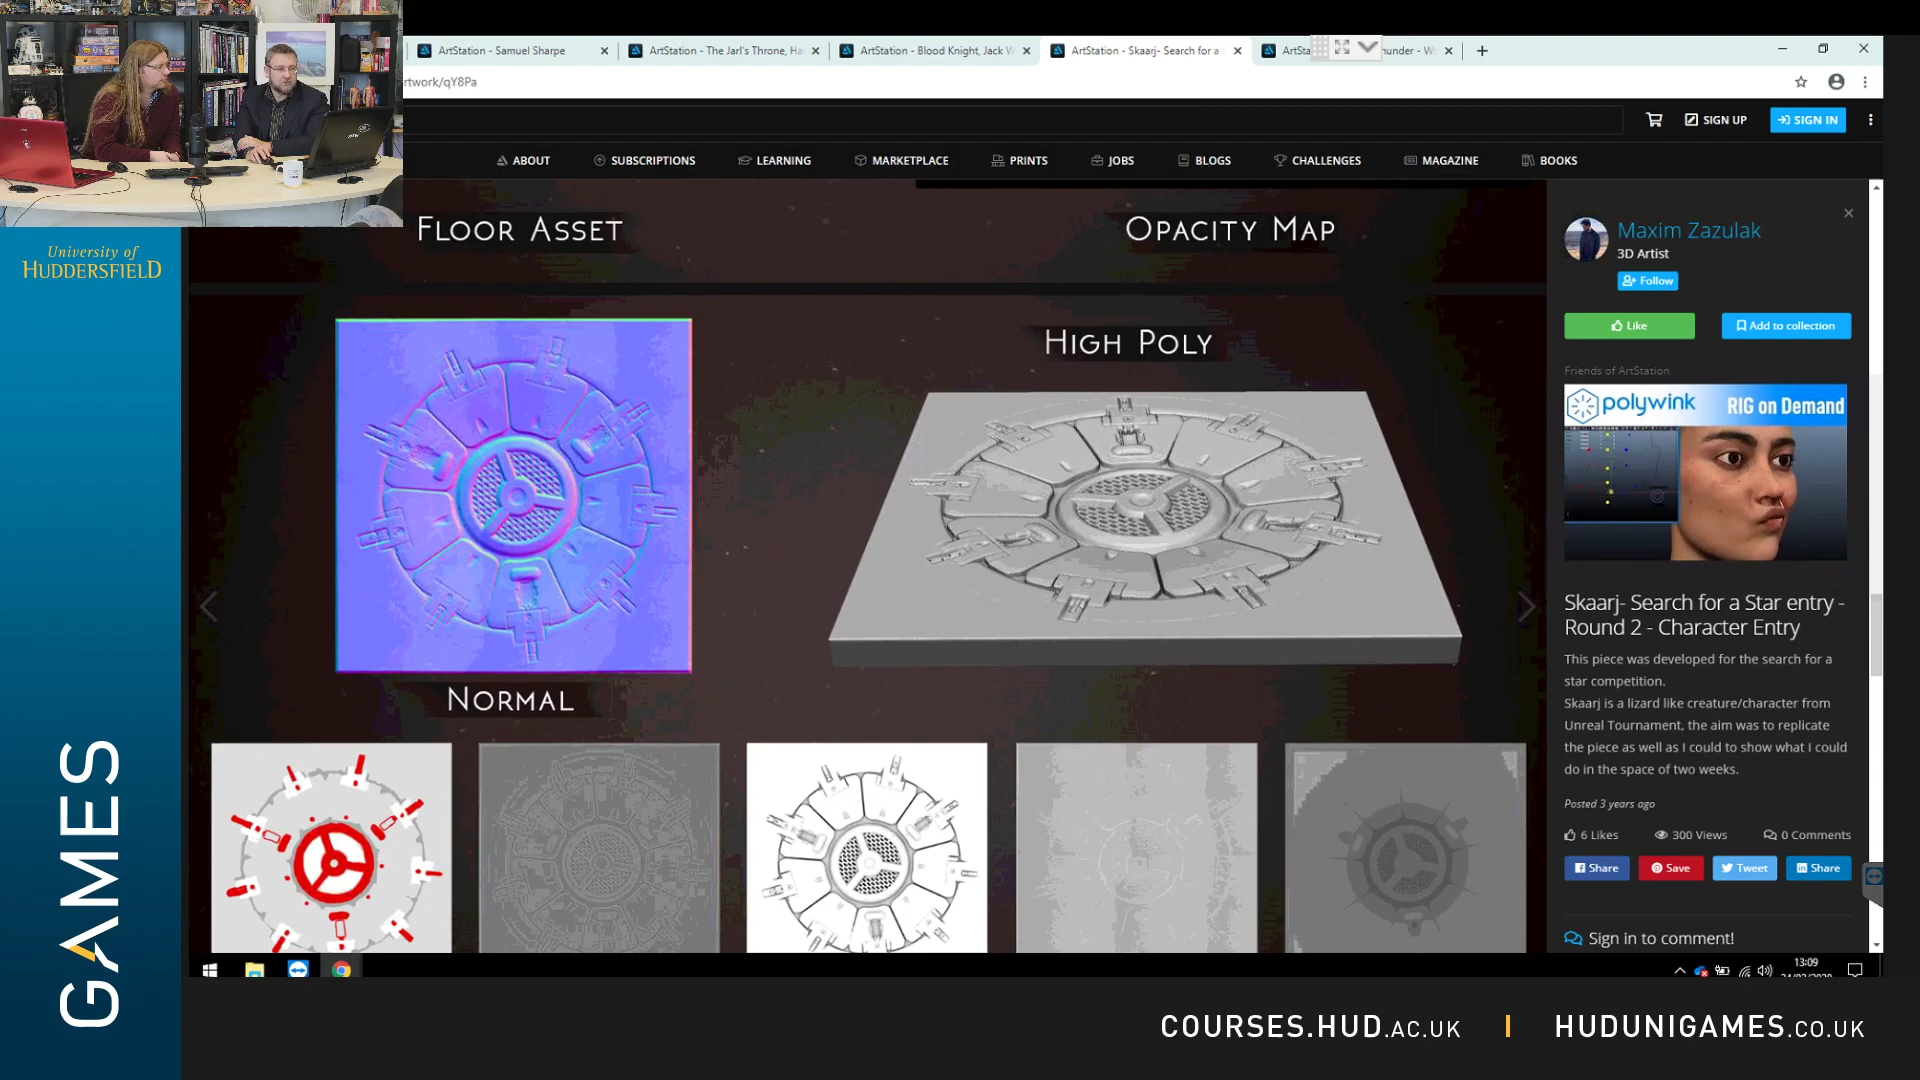 ArtStation - Samuel Sharpe
ArtStation - The Jarl's Throne, Ha
ArtStation - Blood Knight, Jack W
ArtStation - Skaarj- Search for a
ArtSta
hunder - W
rtwork/qY8Pa
SIGN UP
SIGN IN
ABOUT
SUBSCRIPTIONS
LEARNING
MARKETPLACE
PRINTS
JOBS
BLOGS
CHALLENGES
MAGAZINE
BOOKS
University of
HUDDERSFIELD
GAMES
FLOOR ASSET
OPACITY MAP
HIGH POLY
NORMAL
Maxim Zazulak
3D Artist
Follow
Like
Add to collection
Friends of ArtStation
polywink
RIG on Demand
Skaarj- Search for a Star entry -
Round 2 - Character Entry
This piece was developed for the search for a
star competition.
Skaarj is a lizard like creature/character from
Unreal Tournament, the aim was to replicate
the piece as well as I could to show what I could
do in the space of two weeks.
Posted 3 years ago
6 Likes
300 Views
0 Comments
Share
Save
Tweet
Share
Sign in to comment!
13:09
COURSES.HUD.AC.UK | HUDUNIGAMES.CO.UK